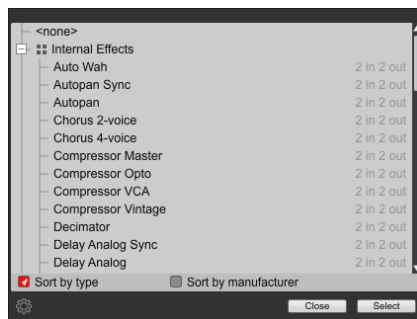 <none>
Internal Effects
Auto Wah 2 in 2 out
Autopan Sync 2 in 2 out
Autopan 2 in 2 out
Chorus 2-voice 2 in 2 out
Chorus 4-voice 2 in 2 out
Compressor Master 2 in 2 out
Compressor Opto 2 in 2 out
Compressor VCA 2 in 2 out
Compressor Vintage 2 in 2 out
Decimator 2 in 2 out
Delay Analog Sync 2 in 2 out
Delay Analog 2 in 2 out
Sort by type Sort by manufacturer
Close Select